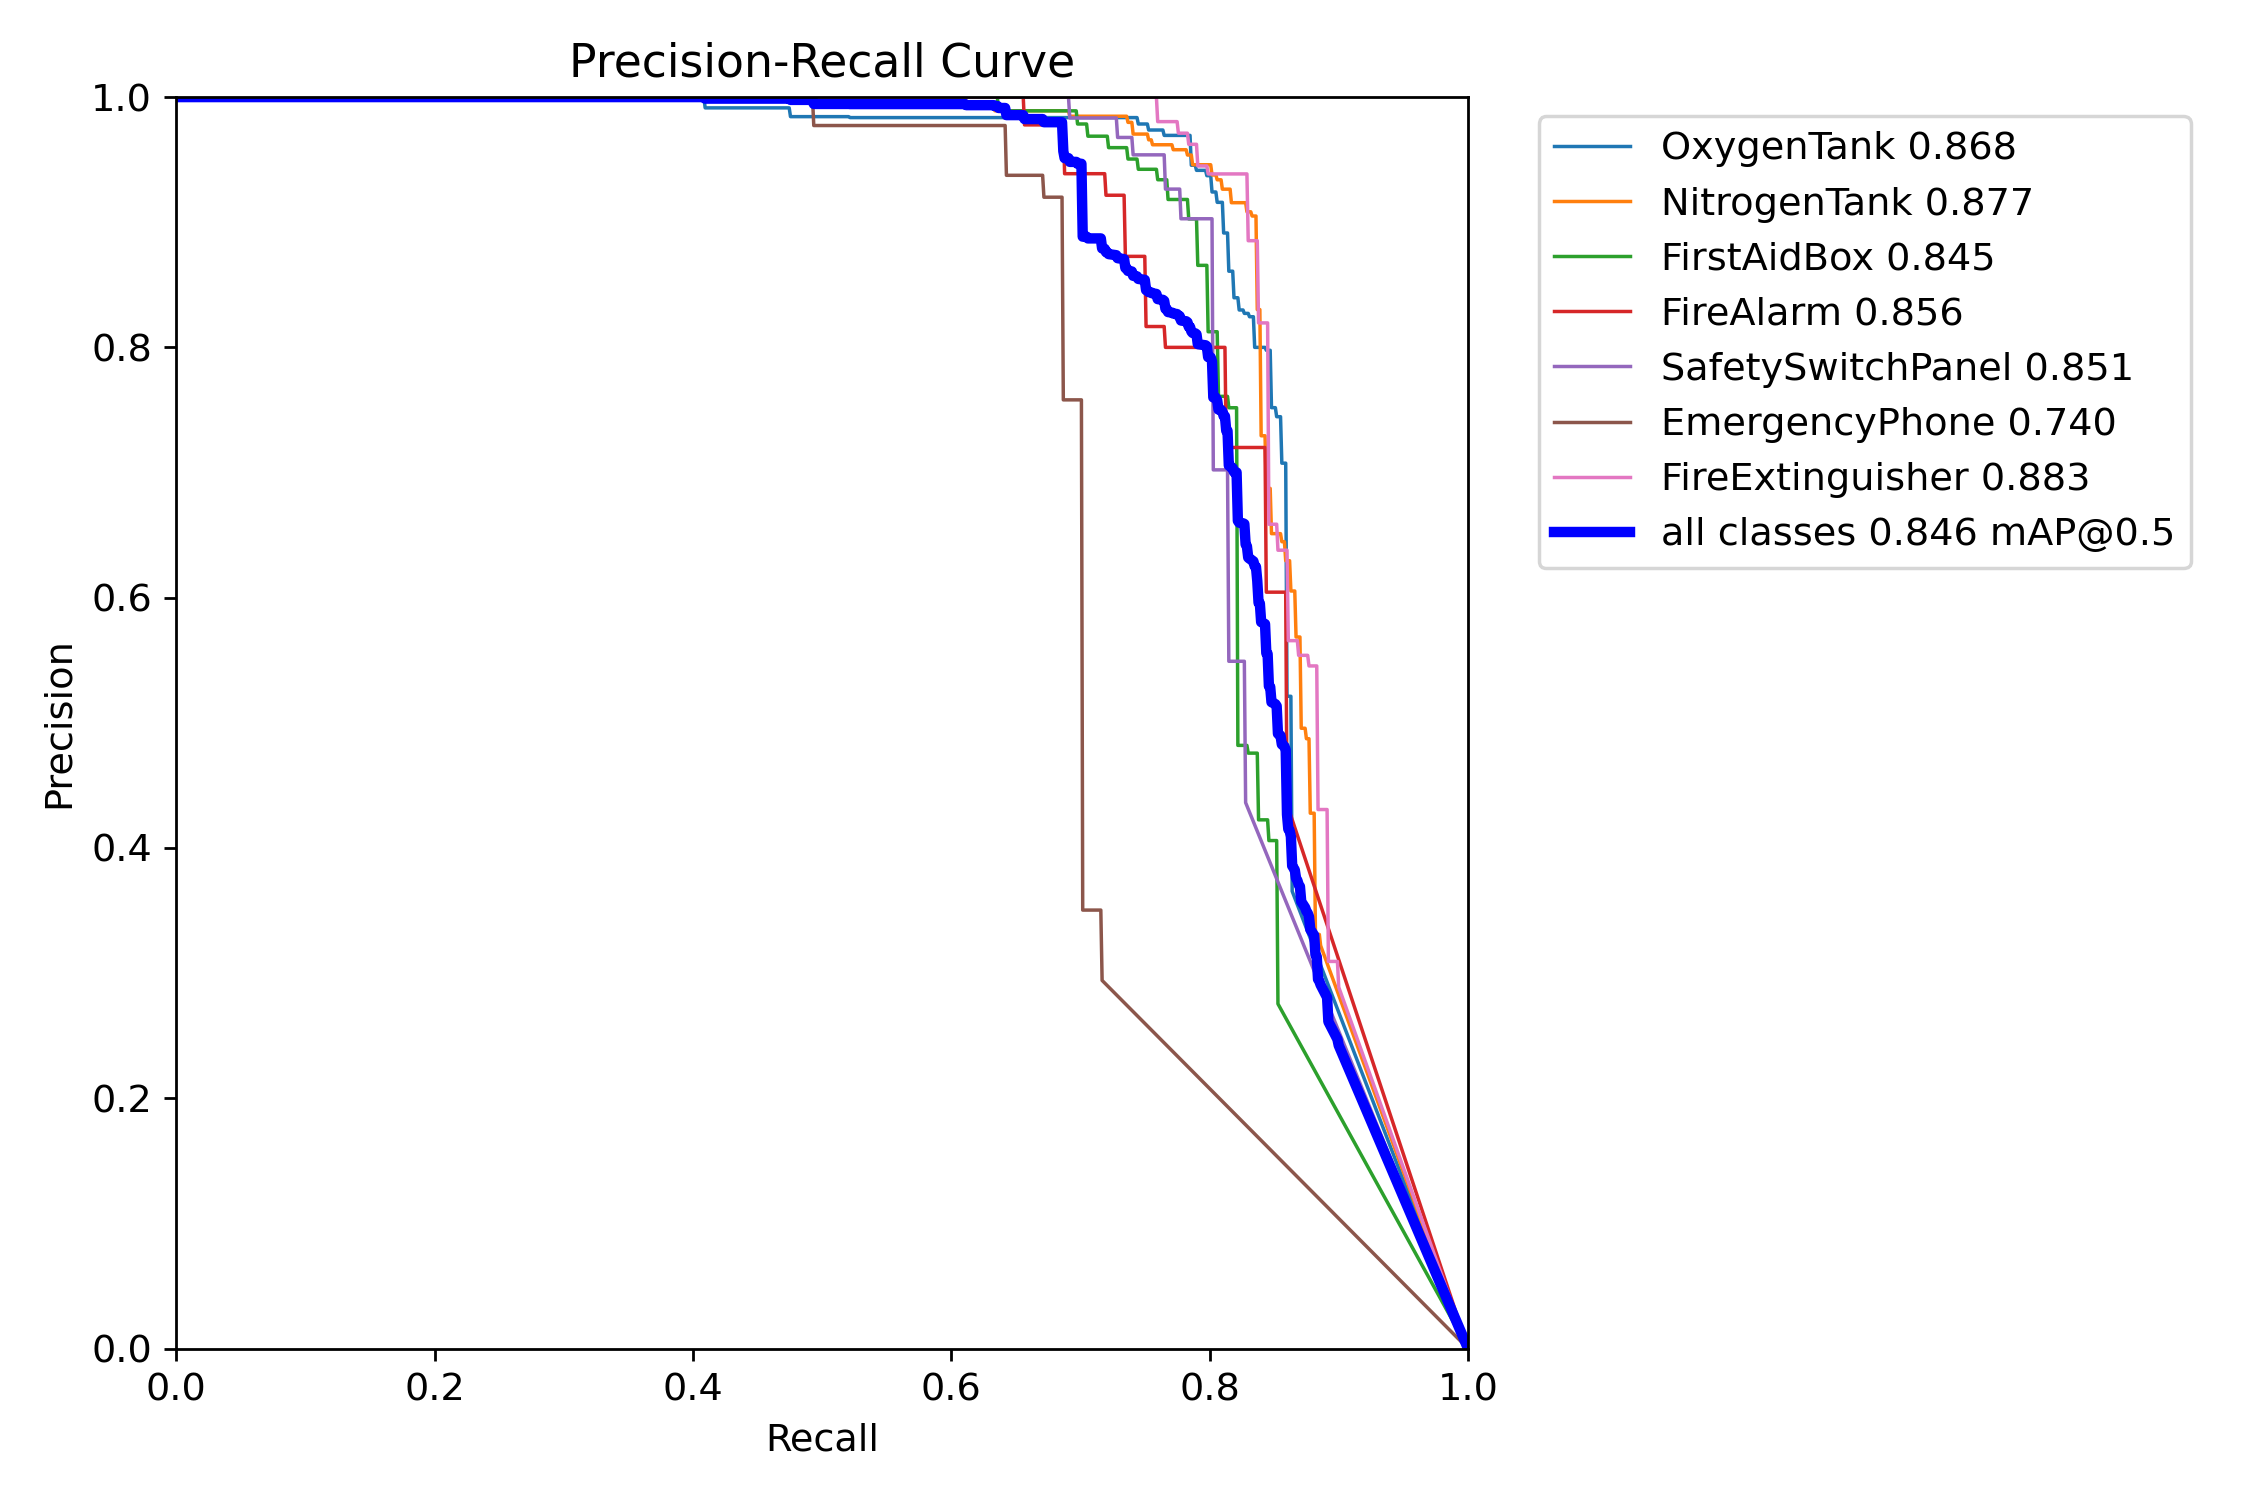 Precision-Recall Curve
1.0
0.8
0.6
0.4
0.2
0.0
Precision
0.0 0.2 0.4 0.6 0.8 1.0
Recall
OxygenTank 0.868
NitrogenTank 0.877
FirstAidBox 0.845
FireAlarm 0.856
SafetySwitchPanel 0.851
EmergencyPhone 0.740
FireExtinguisher 0.883
all classes 0.846 mAP@0.5